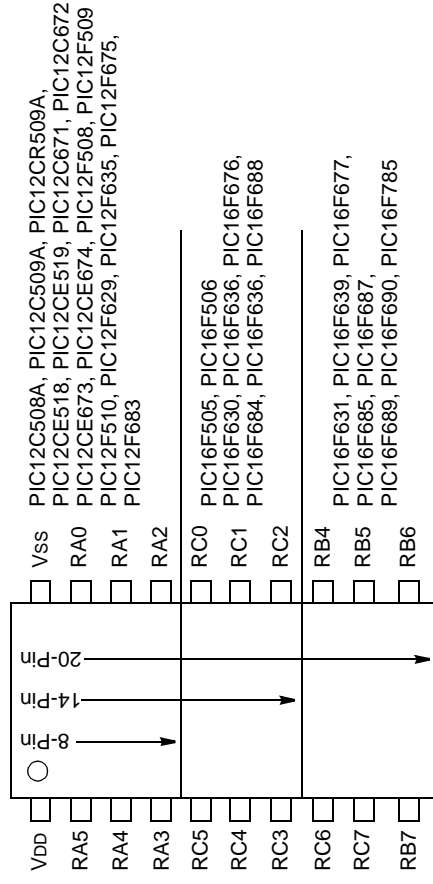 VDD
RA5
RA4
RA3
RC5
RC4
RC3
RC6
RC7
RB7
8-Pin
14-Pin
20-Pin
VSS
RA0
RA1
RA2
RC0
RC1
RC2
RB4
RB5
RB6
PIC12C508A, PIC12C509A, PIC12CR509A,
PIC12CE518, PIC12CE519, PIC12C671, PIC12C672
PIC12CE673, PIC12CE674, PIC12F508, PIC12F509
PIC12F510, PIC12F629, PIC12F635, PIC12F675,
PIC12F683
PIC16F505, PIC16F506
PIC16F630, PIC16F636, PIC16F676,
PIC16F684, PIC16F636, PIC16F688
PIC16F631, PIC16F639, PIC16F677,
PIC16F685, PIC16F687,
PIC16F689, PIC16F690, PIC16F785